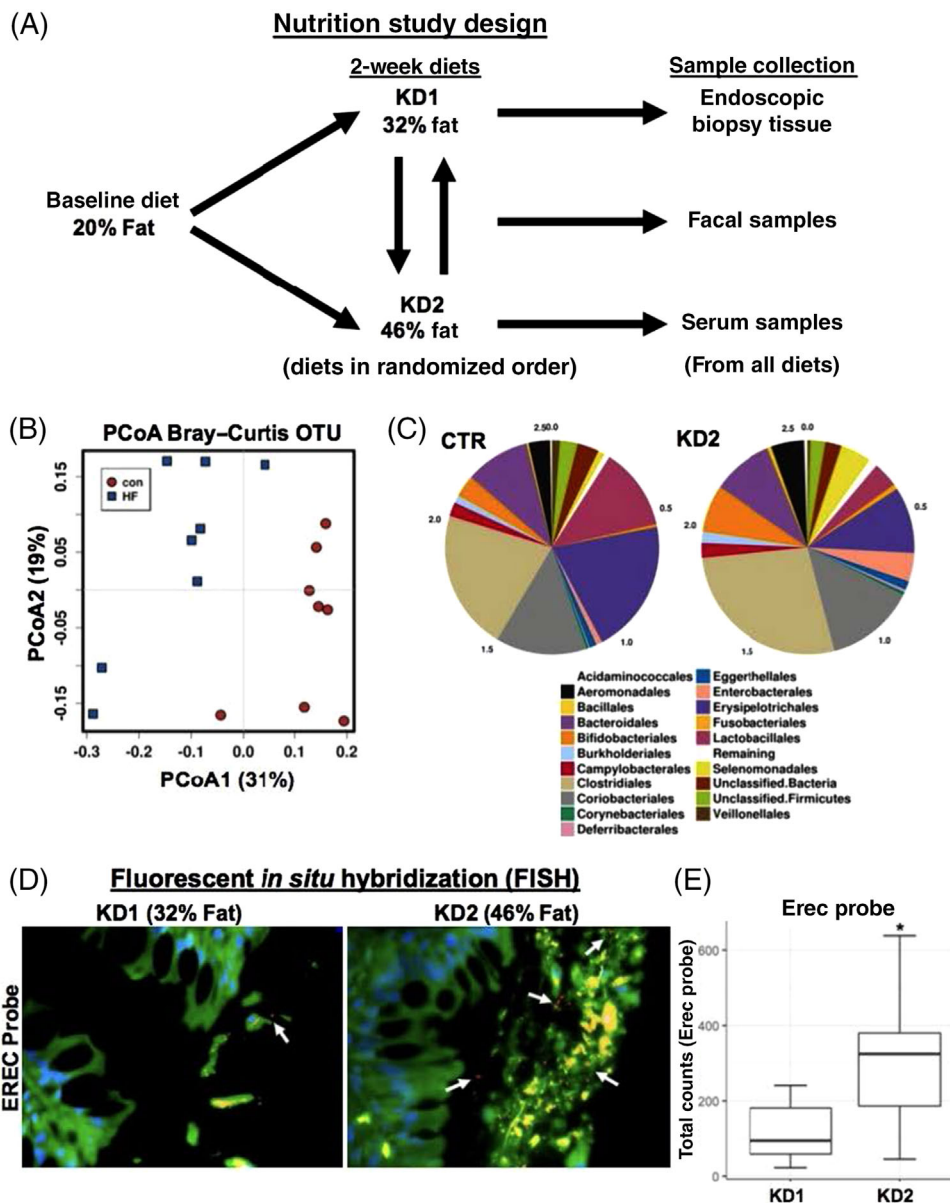 (A)
Nutrition study design
2-week diets
Sample collection
KD1
32% fat
Endoscopic
biopsy tissue
Baseline diet
20% Fat
Facal samples
KD2
46% fat
Serum samples
(diets in randomized order)
(From all diets)
(B)
PCoA Bray–Curtis OTU
con
HF
0.15
0.05
-0.05
-0.15
PCoA2 (19%)
-0.3
-0.2
-0.1
0.0
0.1
0.2
PCoA1 (31%)
(C)
CTR
2.50.0
0.5
1.0
1.5
2.0
KD2
2.5 0.0
0.5
1.0
1.5
2.0
Acidaminococcales
Aeromonadales
Bacillales
Bacteroidales
Bifidobacteriales
Burkholderiales
Campylobacterales
Clostridiales
Coriobacteriales
Corynebacteriales
Deferribacterales
Eggerthellales
Enterobacterales
Erysipelotrichales
Fusobacteriales
Lactobacillales
Remaining
Selenomonadales
Unclassified.Bacteria
Unclassified.Firmicutes
Veillonellales
(D)
Fluorescent in situ hybridization (FISH)
KD1 (32% Fat)
KD2 (46% Fat)
EREC Probe
(E)
Erec probe
*
600
400
200
0
Total counts (Erec probe)
KD1
KD2